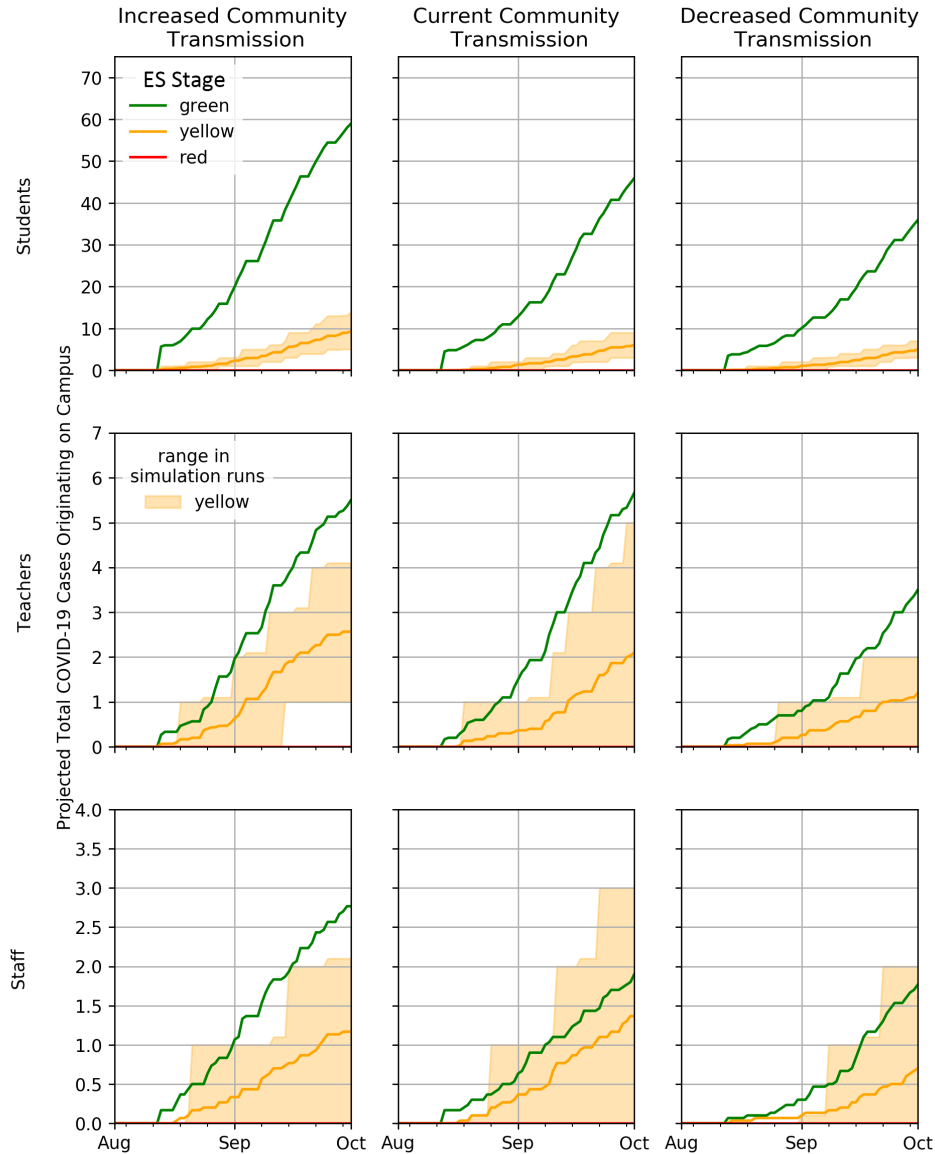 Increased Community
Transmission
Current Community
Transmission
Decreased Community
Transmission
Projected Total COVID-19 Cases Originating on Campus
Students
70
60
50
40
30
20
10
0
ES Stage
green
yellow
red
Teachers
7
6
5
4
3
2
1
0
range in
simulation runs
yellow
Staff
4.0
3.5
3.0
2.5
2.0
1.5
1.0
0.5
0.0
Aug Sep Oct
Aug Sep Oct
Aug Sep Oct